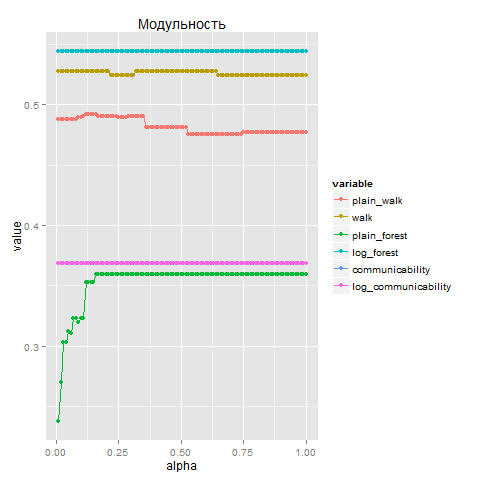 Модульность
value
0.5
0.4
0.3
0.00 0.25 0.50 0.75 1.00
alpha
variable
plain_walk
walk
plain_forest
log_forest
communicability
log_communicability